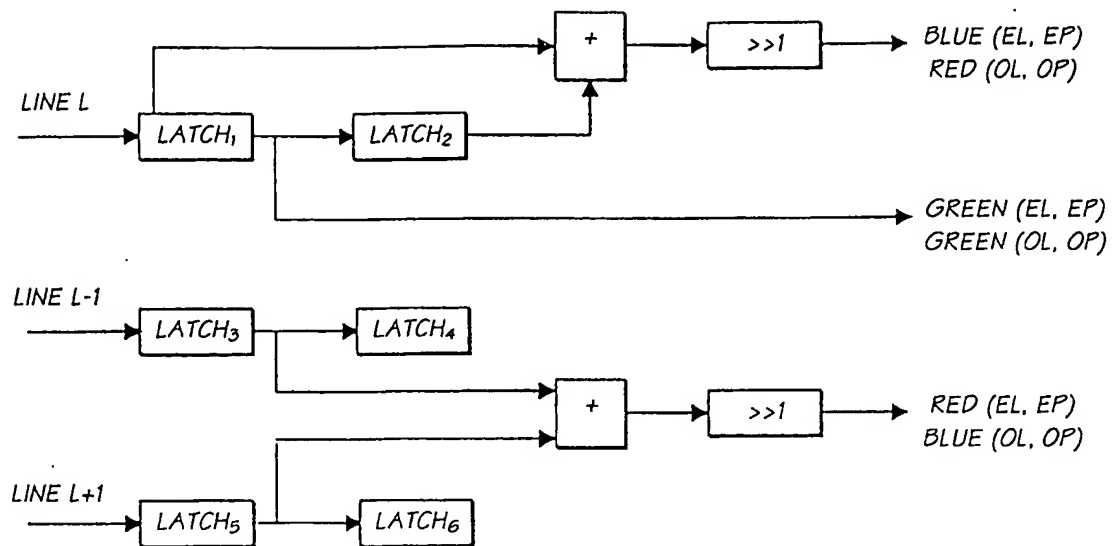 +
>>1
BLUE (EL, EP)
RED (OL, OP)
LINE L
LATCH₁
LATCH₂
GREEN (EL, EP)
GREEN (OL, OP)
LINE L-1
LATCH₃
LATCH₄
+
>>1
RED (EL, EP)
BLUE (OL, OP)
LINE L+1
LATCH₅
LATCH₆